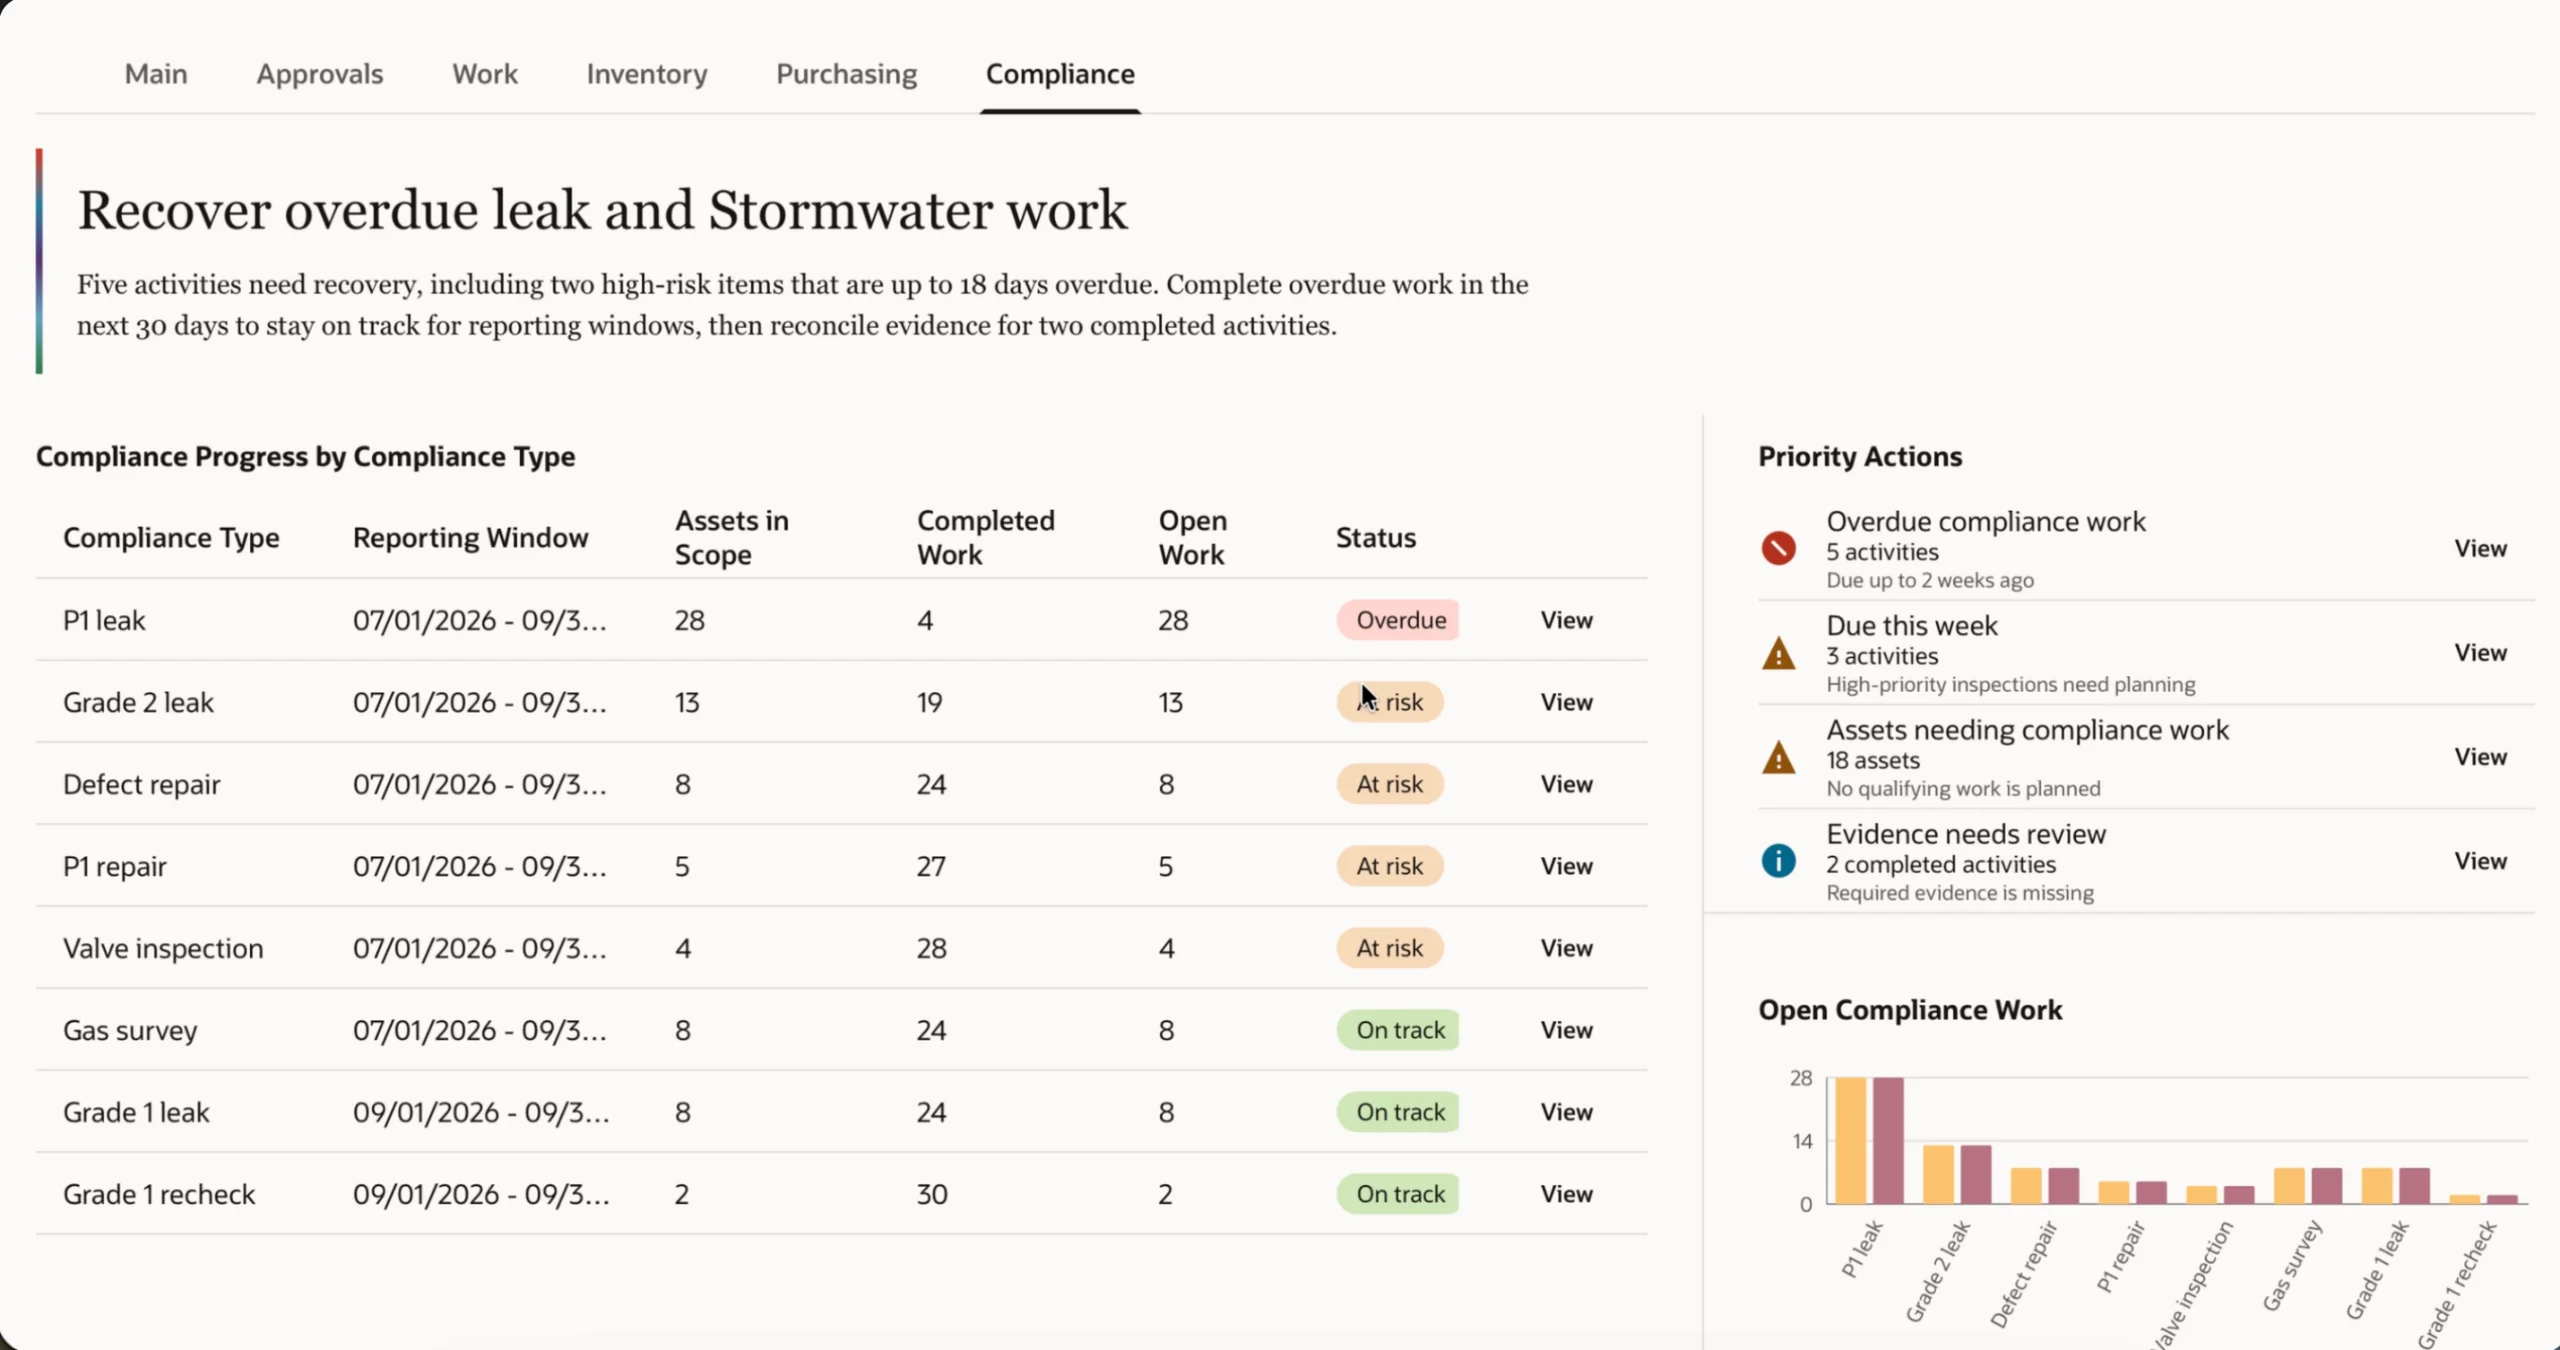 Main Approvals Work Inventory Purchasing Compliance
Recover overdue leak and Stormwater work
Five activities need recovery, including two high-risk items that are up to 18 days overdue. Complete overdue work in the
next 30 days to stay on track for reporting windows, then reconcile evidence for two completed activities.
Compliance Progress by Compliance Type
Compliance Type Reporting Window Assets in Scope Completed Work Open Work Status
P1 leak 07/01/2026 - 09/3... 28 4 28 Overdue View
Grade 2 leak 07/01/2026 - 09/3... 13 19 13 risk View
Defect repair 07/01/2026 - 09/3... 8 24 8 At risk View
P1 repair 07/01/2026 - 09/3... 5 27 5 At risk View
Valve inspection 07/01/2026 - 09/3... 4 28 4 At risk View
Gas survey 07/01/2026 - 09/3... 8 24 8 On track View
Grade 1 leak 09/01/2026 - 09/3... 8 24 8 On track View
Grade 1 recheck 09/01/2026 - 09/3... 2 30 2 On track View
Priority Actions
Overdue compliance work
5 activities
Due up to 2 weeks ago
View
Due this week
3 activities
High-priority inspections need planning
View
Assets needing compliance work
18 assets
No qualifying work is planned
View
Evidence needs review
2 completed activities
Required evidence is missing
View
Open Compliance Work
28
14
0
P1 leak
Grade 2 leak
Defect repair
P1 repair
Valve inspection
Gas survey
Grade 1 leak
Grade 1 recheck